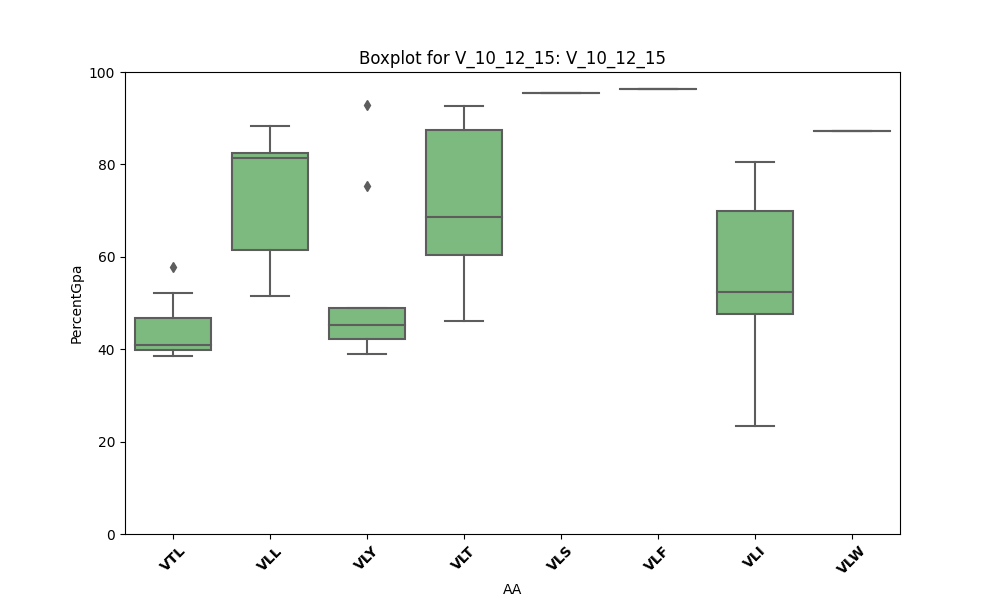 Boxplot for V_10_12_15: V_10_12_15
100
80
60
40
20
0
PercentGpa
VTL
VLL
VLY
VLT
VLS
VLF
VLI
VLW
AA